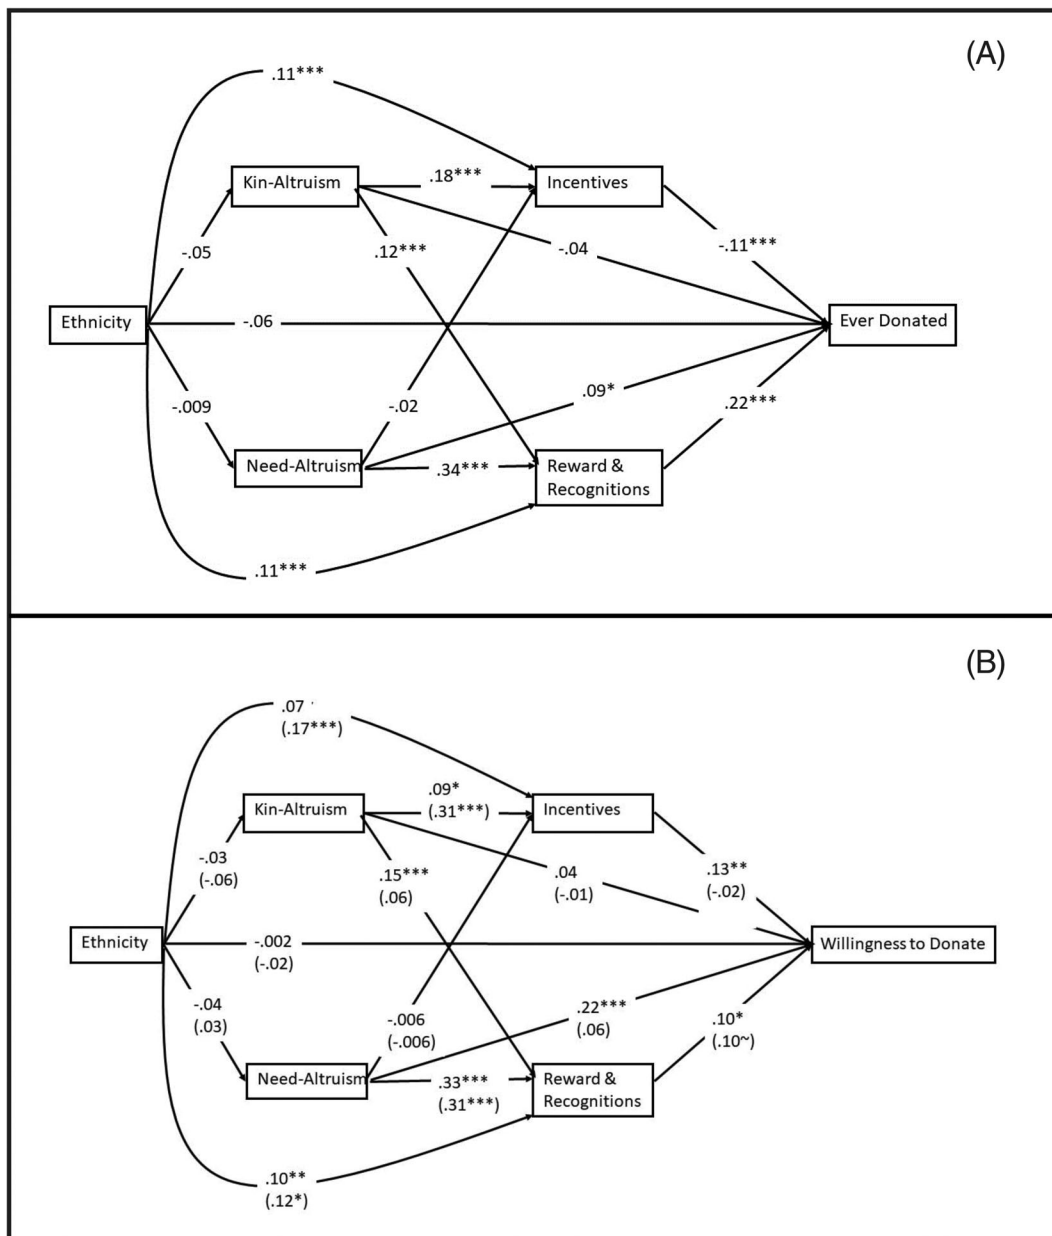 (A)
.11***
Kin-Altruism
.18***
Incentives
-.05
.12***
-.04
-.11***
Ethnicity
-.06
Ever Donated
-.009
-.02
.09*
.22***
Need-Altruism
.34***
Reward &
Recognitions
.11***
(B)
.07
(.17***)
Kin-Altruism
.09*
(.31***)
Incentives
-.03
(-.06)
.15***
(.06)
.04
(-.01)
.13**
(-.02)
Ethnicity
-.002
(-.02)
Willingness to Donate
-.04
(.03)
-.006
(-.006)
.22***
(.06)
.10*
(.10~)
Need-Altruism
.33***
(.31***)
Reward &
Recognitions
.10**
(.12*)